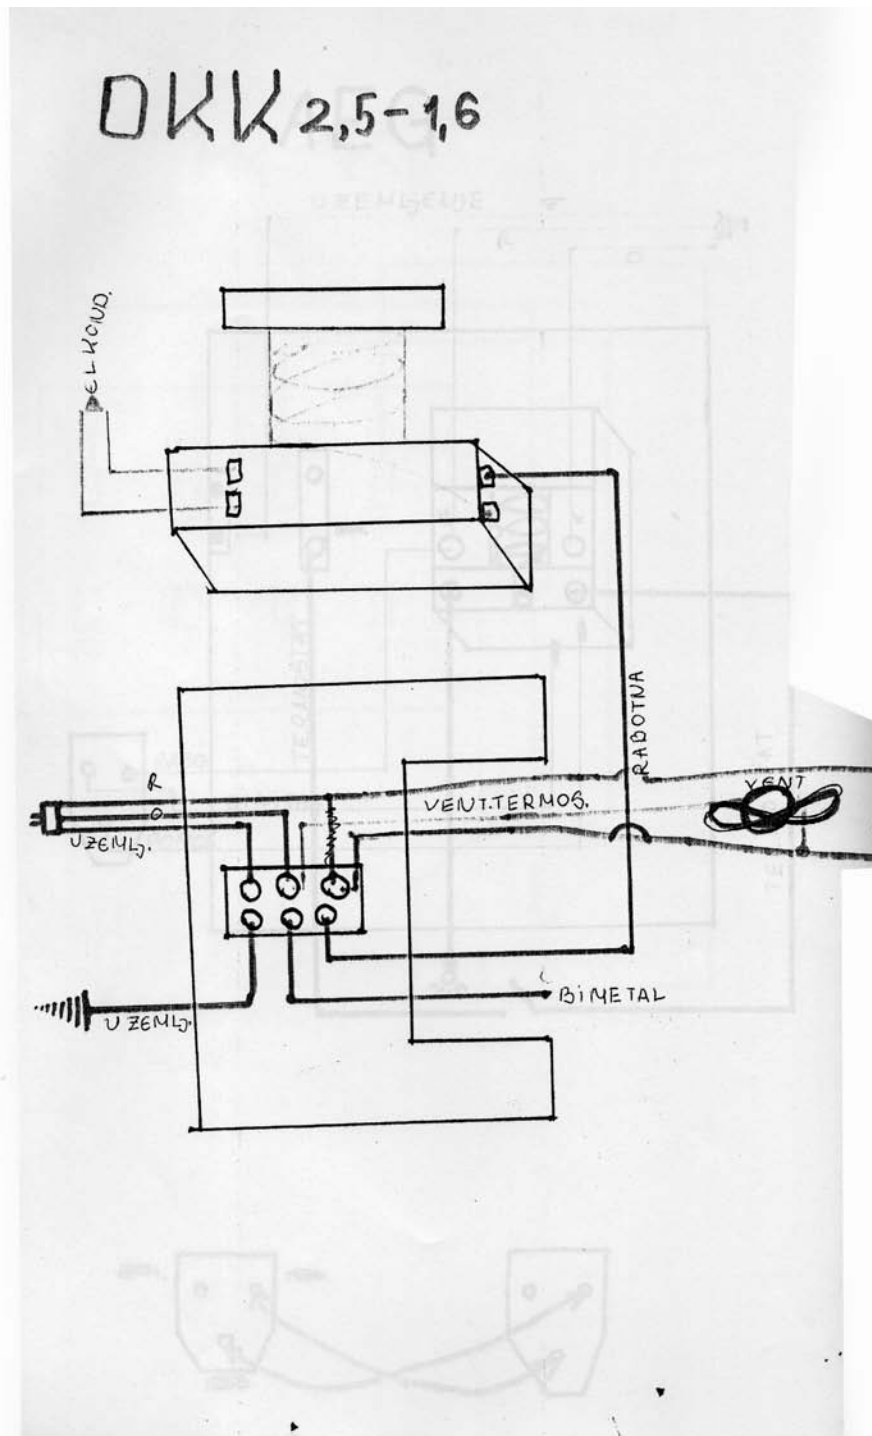 DKK 2,5-1,6
ELKOND.
RABOTNA
R
O
VENT
VENT.TERMOS.
UZEMLJ.
BIMETAL
UZEMLJ.